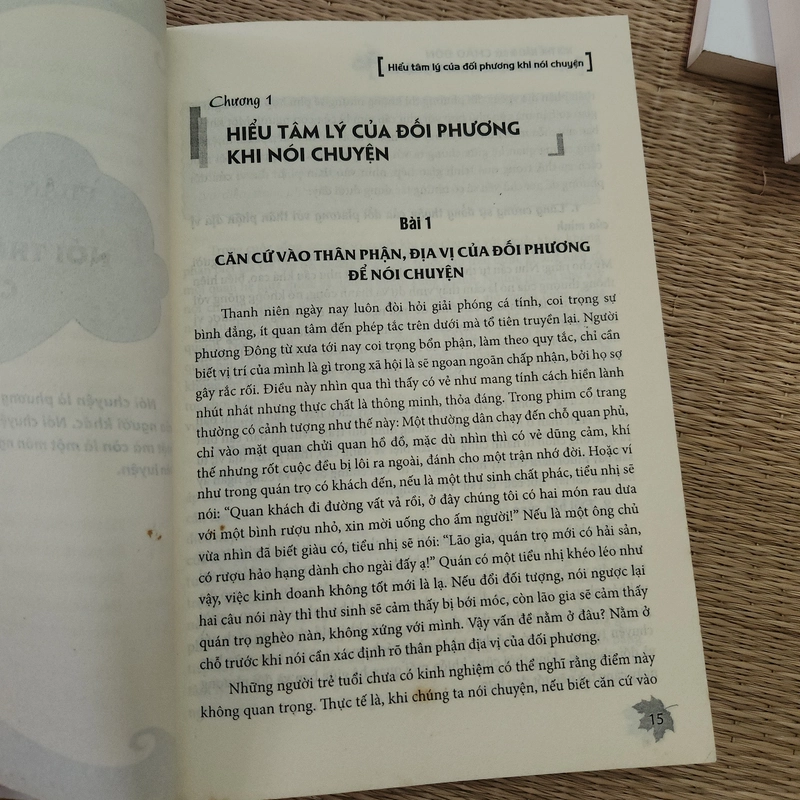 [ Hiểu tâm lý của đối phương khi nói chuyện ]
Chương 1
HIỂU TÂM LÝ CỦA ĐỐI PHƯƠNG
KHI NÓI CHUYỆN
Bài 1
CĂN CỨ VÀO THÂN PHẬN, ĐỊA VỊ CỦA ĐỐI PHƯƠNG
ĐỂ NÓI CHUYỆN
Thanh niên ngày nay luôn đòi hỏi giải phóng cá tính, coi trọng sự
bình đẳng, ít quan tâm đến phép tắc trên dưới mà tổ tiên truyền lại. Người
phương Đông từ xưa tới nay coi trọng bổn phận, làm theo quy tắc, chỉ cần
biết vị trí của mình là gì trong xã hội là sẽ ngoan ngoãn chấp nhận, bởi họ sợ
gây rắc rối. Điều này nhìn qua thì thấy có vẻ như mang tính cách hiền lành
nhút nhát nhưng thực chất là thông minh, thỏa đáng. Trong phim cổ trang
thường có cảnh tượng như thế này: Một thường dân chạy đến chỗ quan phủ,
chỉ vào mặt quan chửi quan hồ đồ, mặc dù nhìn thì có vẻ dũng cảm, khí
thế nhưng rốt cuộc đều bị lôi ra ngoài, đánh cho một trận nhớ đời. Hoặc ví
như trong quán trọ có khách đến, nếu là một thư sinh chất phác, tiểu nhị sẽ
nói: “Quan khách đi đường vất vả rồi, ở đây chúng tôi có hai món rau dưa
với một bình rượu nhỏ, xin mời uống cho ấm người!” Nếu là một ông chủ
vừa nhìn đã biết giàu có, tiểu nhị sẽ nói: “Lão gia, quán trọ mới có hải sản,
có rượu hảo hạng dành cho ngài đấy ạ!” Quán có một tiểu nhị khéo léo như
vậy, việc kinh doanh không tốt mới là lạ. Nếu đổi đối tượng, nói ngược lại
hai câu nói này thì thư sinh sẽ cảm thấy bị bới móc, còn lão gia sẽ cảm thấy
quán trọ nghèo nàn, không xứng với mình. Vậy vấn đề nằm ở đâu? Nằm ở
chỗ trước khi nói cần xác định rõ thân phận địa vị của đối phương.
Những người trẻ tuổi chưa có kinh nghiệm có thể nghĩ rằng điểm này
không quan trọng. Thực tế là, khi chúng ta nói chuyện, nếu biết căn cứ vào
15